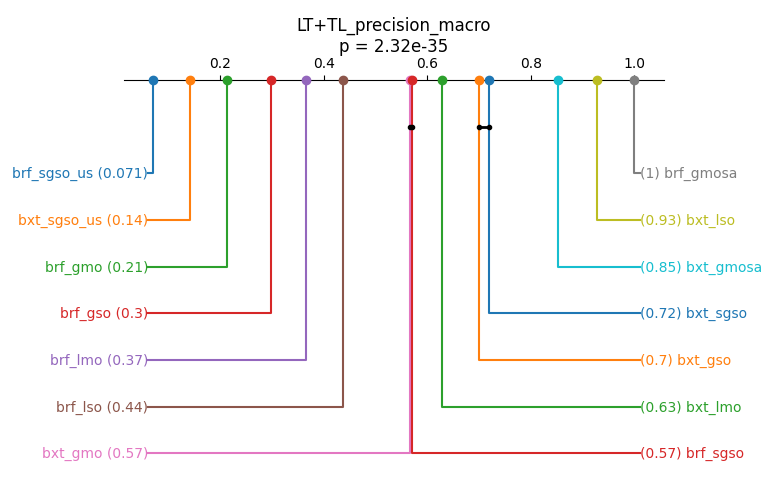 LT+TL_precision_macro
p = 2.32e-35
0.2 0.4 0.6 0.8 1.0
brf_sgso_us (0.071) (1) brf_gmosa
bxt_sgso_us (0.14) (0.93) bxt_lso
brf_gmo (0.21) (0.85) bxt_gmosa
brf_gso (0.3) (0.72) bxt_sgso
brf_lmo (0.37) (0.7) bxt_gso
brf_lso (0.44) (0.63) bxt_lmo
bxt_gmo (0.57) (0.57) brf_sgso